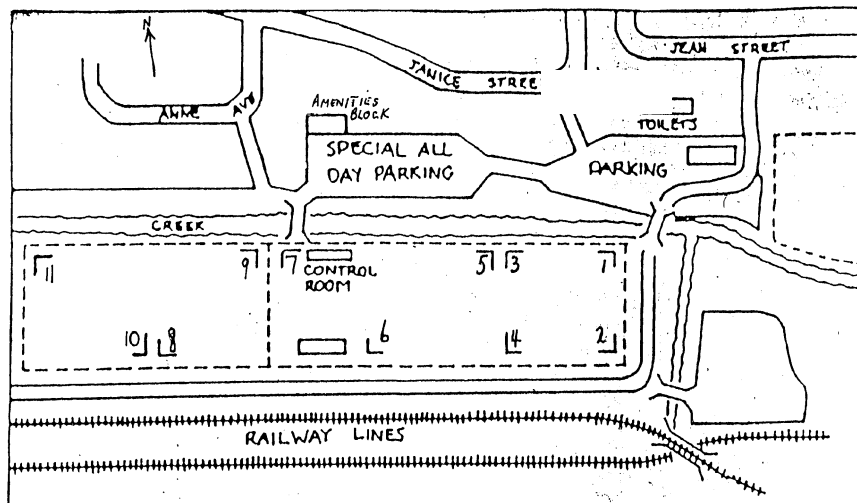 N
JEAN STREET
JANICE STREE
ANNE AVE
AMENITIES
BLOCK
TOILETS
SPECIAL ALL
DAY PARKING
PARKING
CREEK
11
9
7
CONTROL
ROOM
5
3
1
10
8
6
4
2
RAILWAY LINES